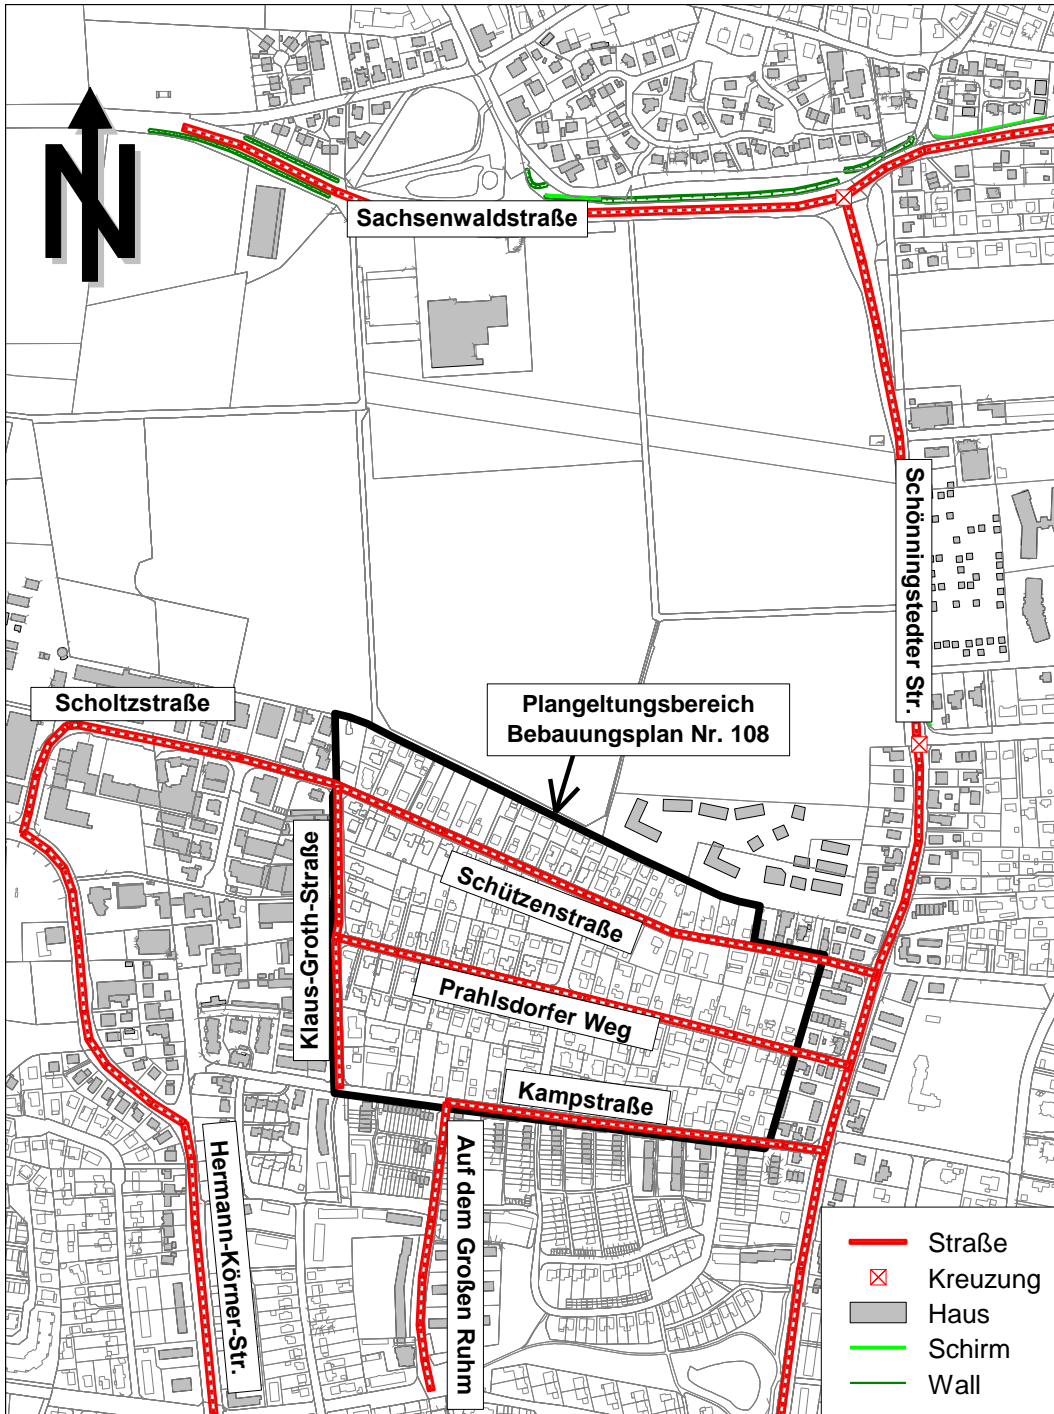 N
Sachsenwaldstraße
Schönningstedter Str.
Scholtzstraße
Plangeltungsbereich
Bebauungsplan Nr. 108
Klaus-Groth-Straße
Schützenstraße
Prahlsdorfer Weg
Kampstraße
Hermann-Körner-Str.
Auf dem Großen Ruhm
Straße
Kreuzung
Haus
Schirm
Wall